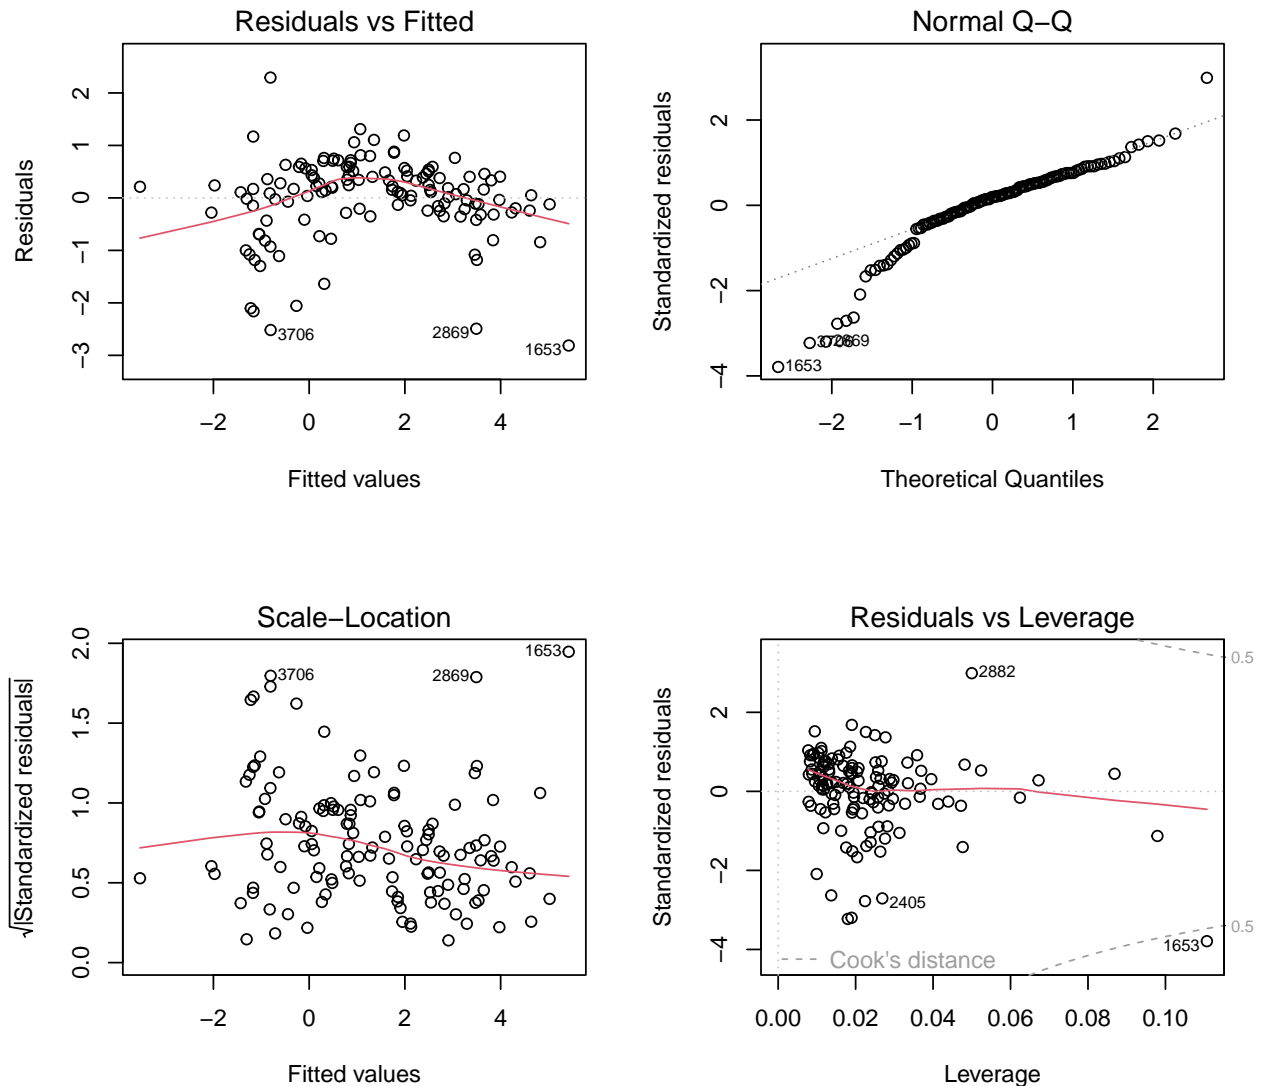 Residuals vs Fitted
Residuals
2
1
0
−1
−2
−3
3706
2869
1653
−2 0 2 4
Fitted values
Normal Q−Q
Standardized residuals
2
0
−2
−4
1653
−2 −1 0 1 2
Theoretical Quantiles
Scale−Location
√|Standardized residuals|
2.0
1.5
1.0
0.5
0.0
3706
2869
1653
−2 0 2 4
Fitted values
Residuals vs Leverage
Standardized residuals
2
0
−2
−4
2882
2405
1653
0.5
0.5
Cook's distance
0.00 0.02 0.04 0.06 0.08 0.10
Leverage